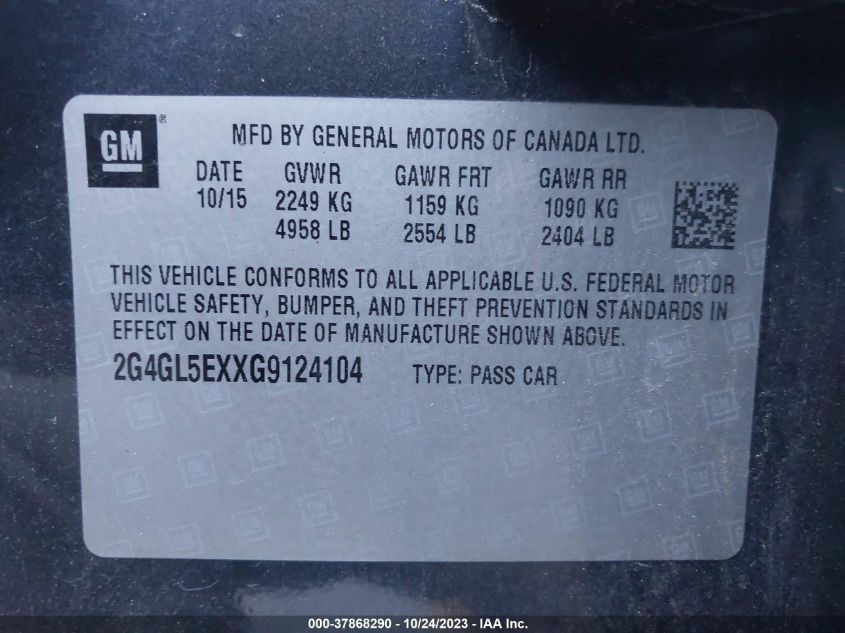 GM®
MFD BY GENERAL MOTORS OF CANADA LTD.
DATE GVWR GAWR FRT GAWR RR
10/15 2249 KG 1159 KG 1090 KG
4958 LB 2554 LB 2404 LB
THIS VEHICLE CONFORMS TO ALL APPLICABLE U.S. FEDERAL MOTOR
VEHICLE SAFETY, BUMPER, AND THEFT PREVENTION STANDARDS IN
EFFECT ON THE DATE OF MANUFACTURE SHOWN ABOVE.
2G4GL5EXXG9124104 TYPE: PASS CAR
000-37868290 - 10/24/2023 - IAA Inc.